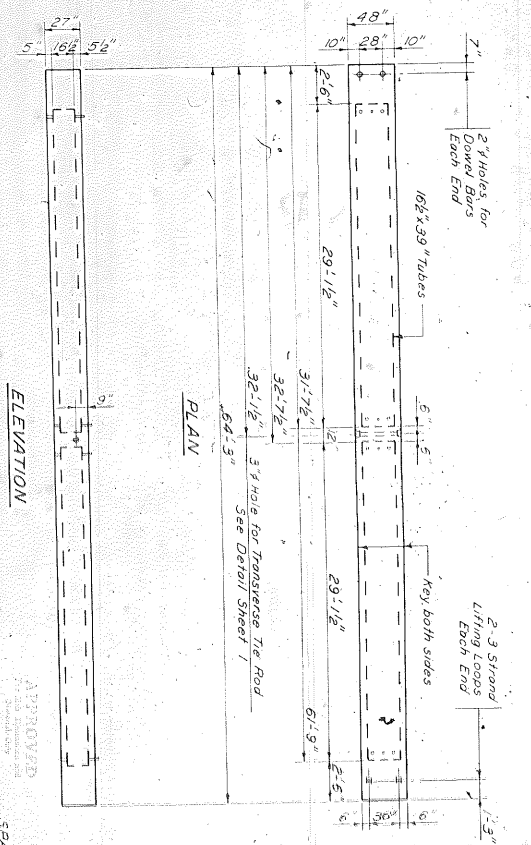 48"
10" 28" 10"
7"
2"φ Holes for
Dowel Bars
Each End
2'-6"
16½"x39" Tubes
29'-1½"
6"
12"
5"
Key both sides
29'-1½"
2-3 Strand
Lifting Loops
Each End
2'-6"
1'-3"
6" 36" 6"
31'-7½"
61'-9"
32'-7½"
32'-1½"
3"φ Hole for Transverse Tie Rod
See Detail Sheet 1
64'-3"
PLAN
27"
5" 16½" 5½"
9"
ELEVATION
APPROVED